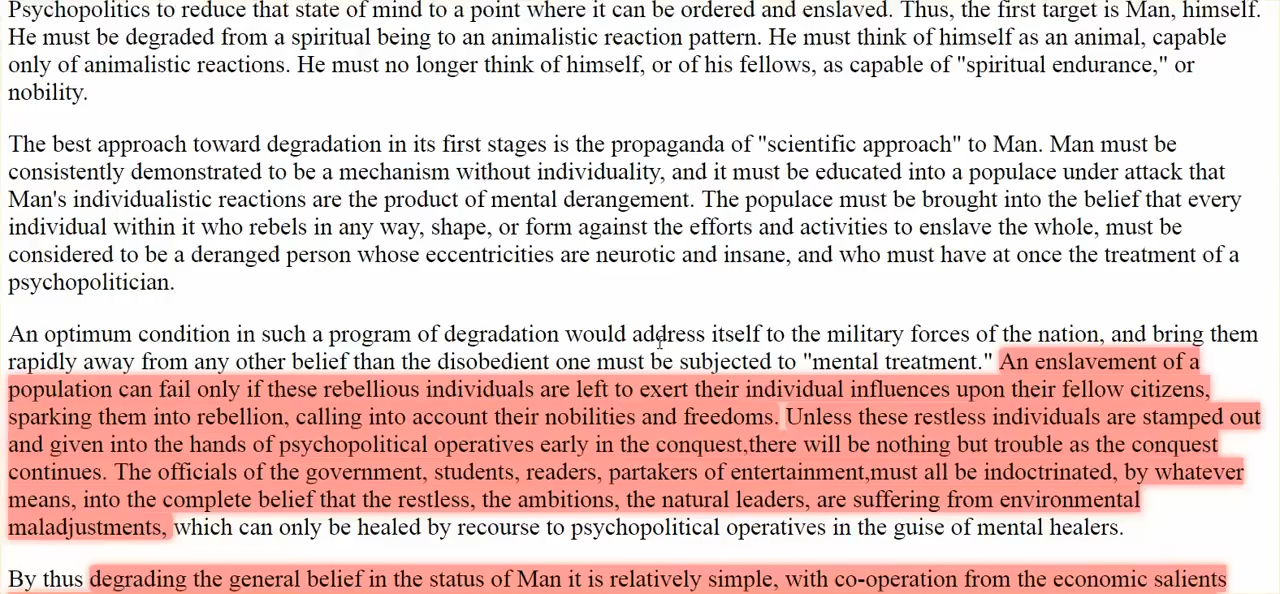 Psychopolitics to reduce that state of mind to a point where it can be ordered and enslaved. Thus, the first target is Man, himself.
He must be degraded from a spiritual being to an animalistic reaction pattern. He must think of himself as an animal, capable
only of animalistic reactions. He must no longer think of himself, or of his fellows, as capable of "spiritual endurance," or
nobility.
The best approach toward degradation in its first stages is the propaganda of "scientific approach" to Man. Man must be
consistently demonstrated to be a mechanism without individuality, and it must be educated into a populace under attack that
Man's individualistic reactions are the product of mental derangement. The populace must be brought into the belief that every
individual within it who rebels in any way, shape, or form against the efforts and activities to enslave the whole, must be
considered to be a deranged person whose eccentricities are neurotic and insane, and who must have at once the treatment of a
psychopolitician.
An optimum condition in such a program of degradation would address itself to the military forces of the nation, and bring them
rapidly away from any other belief than the disobedient one must be subjected to "mental treatment." An enslavement of a
population can fail only if these rebellious individuals are left to exert their individual influences upon their fellow citizens,
sparking them into rebellion, calling into account their nobilities and freedoms. Unless these restless individuals are stamped out
and given into the hands of psychopolitical operatives early in the conquest,there will be nothing but trouble as the conquest
continues. The officials of the government, students, readers, partakers of entertainment,must all be indoctrinated, by whatever
means, into the complete belief that the restless, the ambitions, the natural leaders, are suffering from environmental
maladjustments, which can only be healed by recourse to psychopolitical operatives in the guise of mental healers.
By thus degrading the general belief in the status of Man it is relatively simple, with co-operation from the economic salients